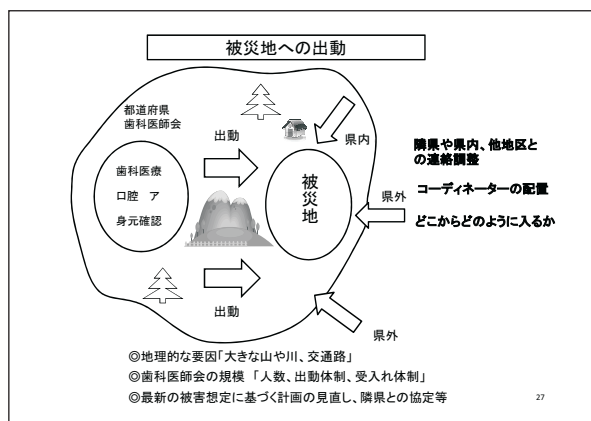 被災地への出動
都道府県
歯科医師会
出動
県内
歯科医療
口腔 ア
身元確認
被災地
県外
隣県や県内、他地区と
の連絡調整
コーディネーターの配置
どこからどのように入るか
出動
県外
◎地理的な要因「大きな山や川、交通路」
◎歯科医師会の規模 「人数、出動体制、受入れ体制」
◎最新の被害想定に基づく計画の見直し、隣県との協定等
27